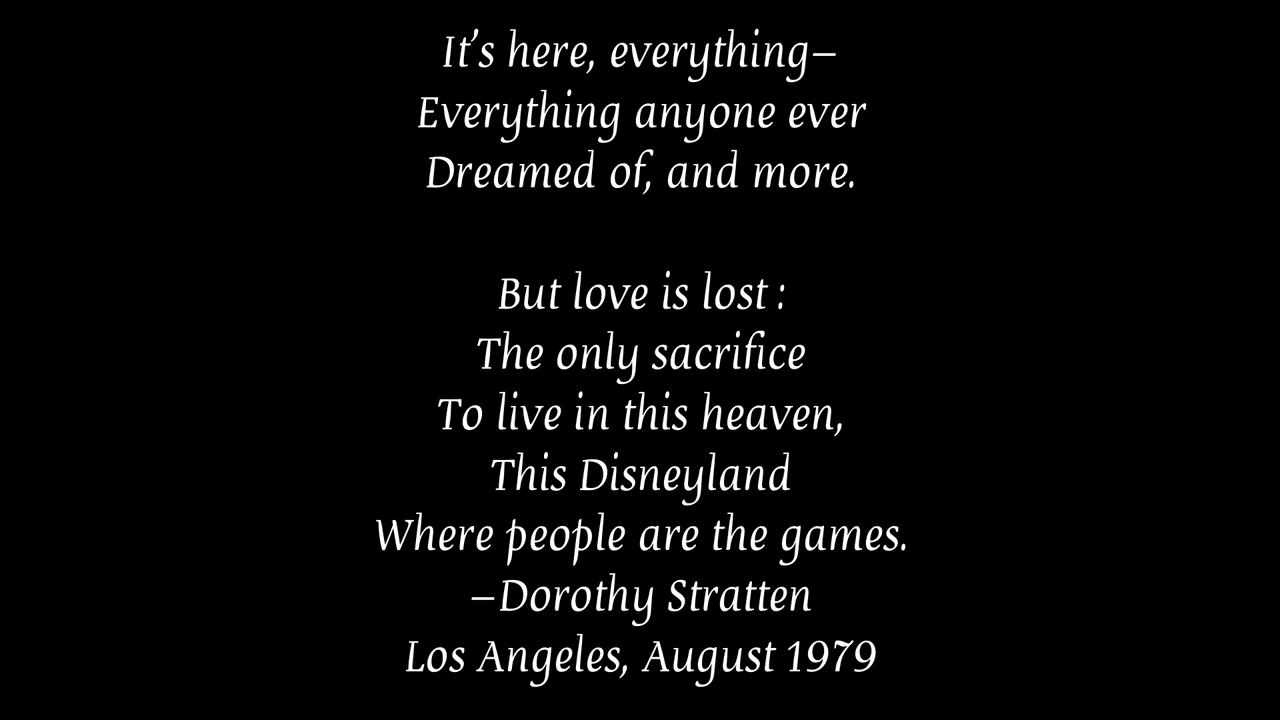 It’s here, everything—
Everything anyone ever
Dreamed of, and more.
But love is lost :
The only sacrifice
To live in this heaven,
This Disneyland
Where people are the games.
—Dorothy Stratten
Los Angeles, August 1979